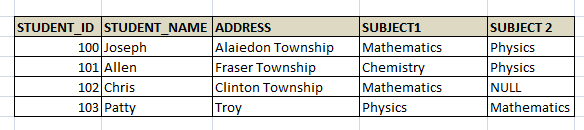 STUDENT_ID STUDENT_NAME ADDRESS SUBJECT1 SUBJECT 2
100 Joseph Alaiedon Township Mathematics Physics
101 Allen Fraser Township Chemistry Physics
102 Chris Clinton Township Mathematics NULL
103 Patty Troy Physics Mathematics